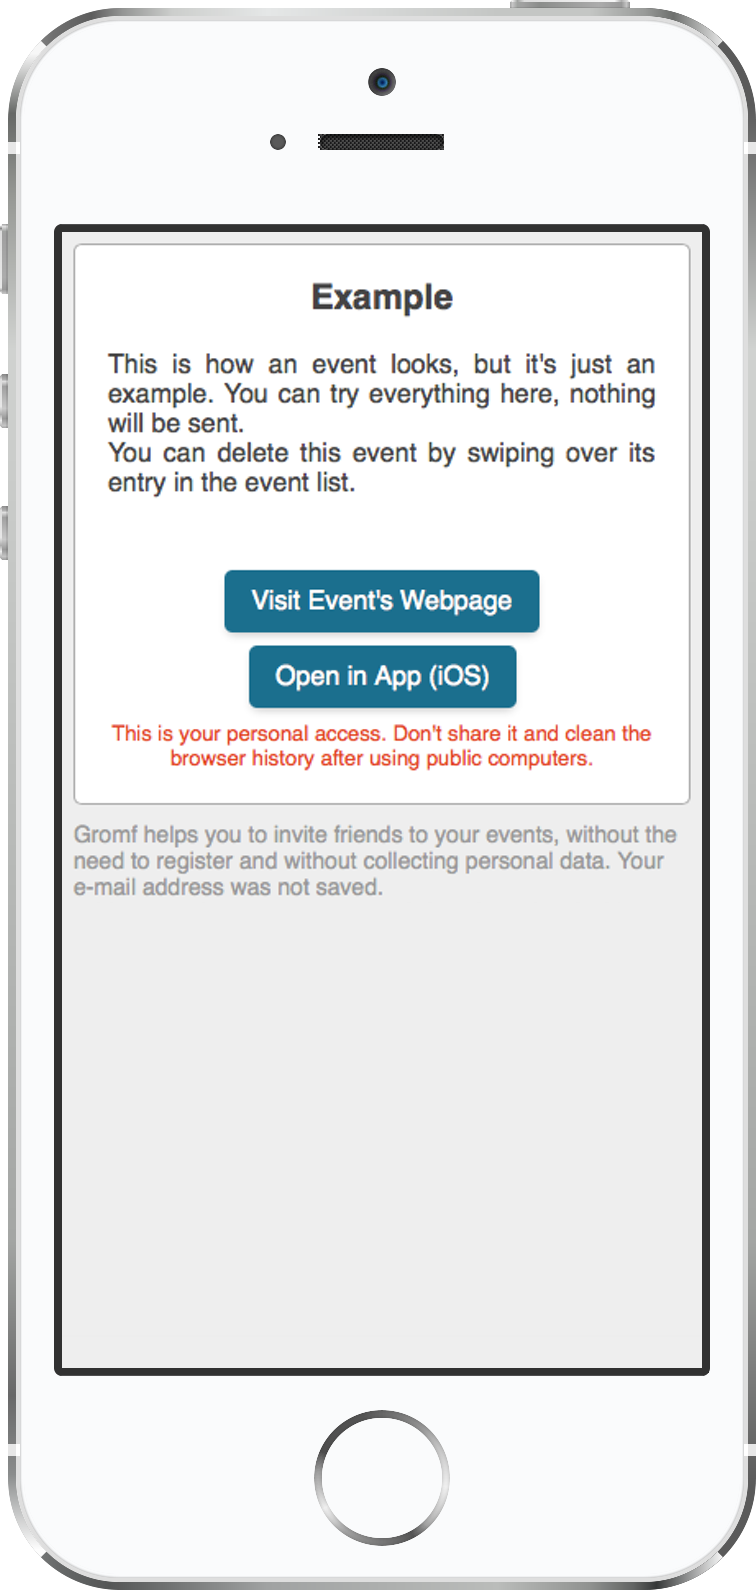 Example
This is how an event looks, but it's just an
example. You can try everything here, nothing
will be sent.
You can delete this event by swiping over its
entry in the event list.
Visit Event's Webpage
Open in App (iOS)
This is your personal access. Don't share it and clean the
browser history after using public computers.
Gromf helps you to invite friends to your events, without the
need to register and without collecting personal data. Your
e-mail address was not saved.